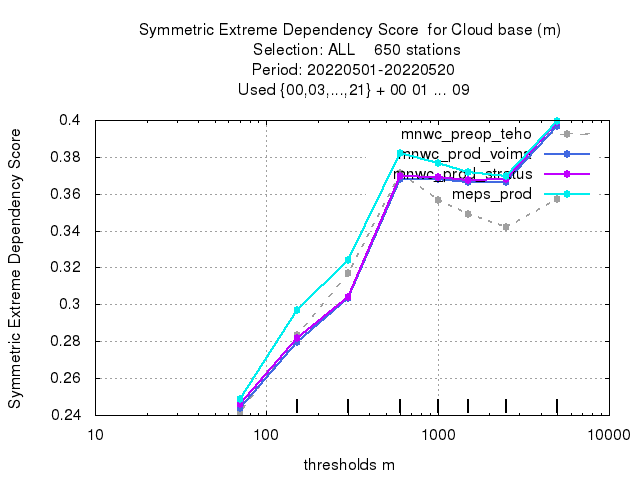 Symmetric Extreme Dependency Score  for Cloud base (m)
Selection: ALL    650 stations
Period: 20220501-20220520
Used {00,03,...,21} + 00 01 ... 09
Symmetric Extreme Dependency Score
0.4
0.38
0.36
0.34
0.32
0.3
0.28
0.26
0.24
mnwc_preop_teho
mnwc_prod_voima
mnwc_prod_stratus
meps_prod
10
100
1000
10000
thresholds m